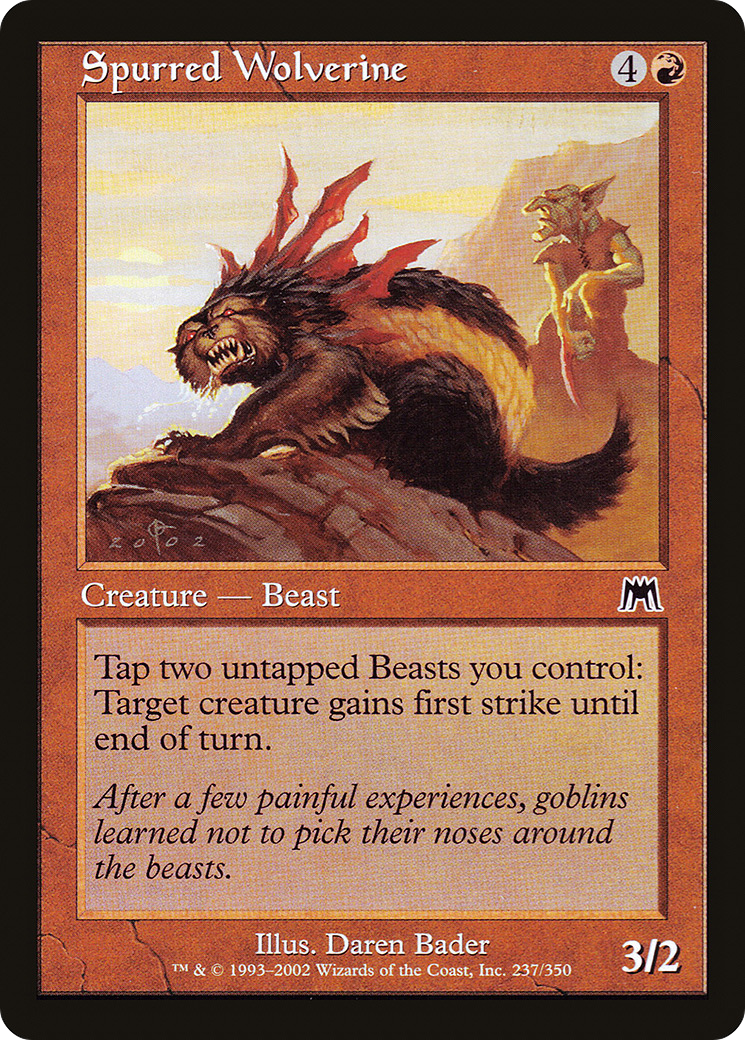 Spurred Wolverine
4
2002
Creature — Beast
Tap two untapped Beasts you control:
Target creature gains first strike until
end of turn.
After a few painful experiences, goblins
learned not to pick their noses around
the beasts.
Illus. Daren Bader
™ & © 1993–2002 Wizards of the Coast, Inc. 237/350
3/2